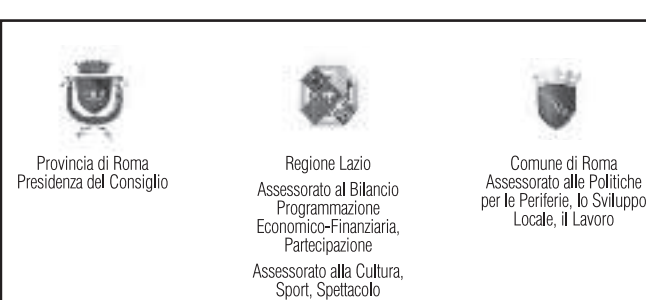 Provincia di Roma
Presidenza del Consiglio
Regione Lazio
Assessorato al Bilancio
Programmazione
Economico-Finanziaria,
Partecipazione
Assessorato alla Cultura,
Sport, Spettacolo
Comune di Roma
Assessorato alle Politiche
per le Periferie, lo Sviluppo
Locale, il Lavoro